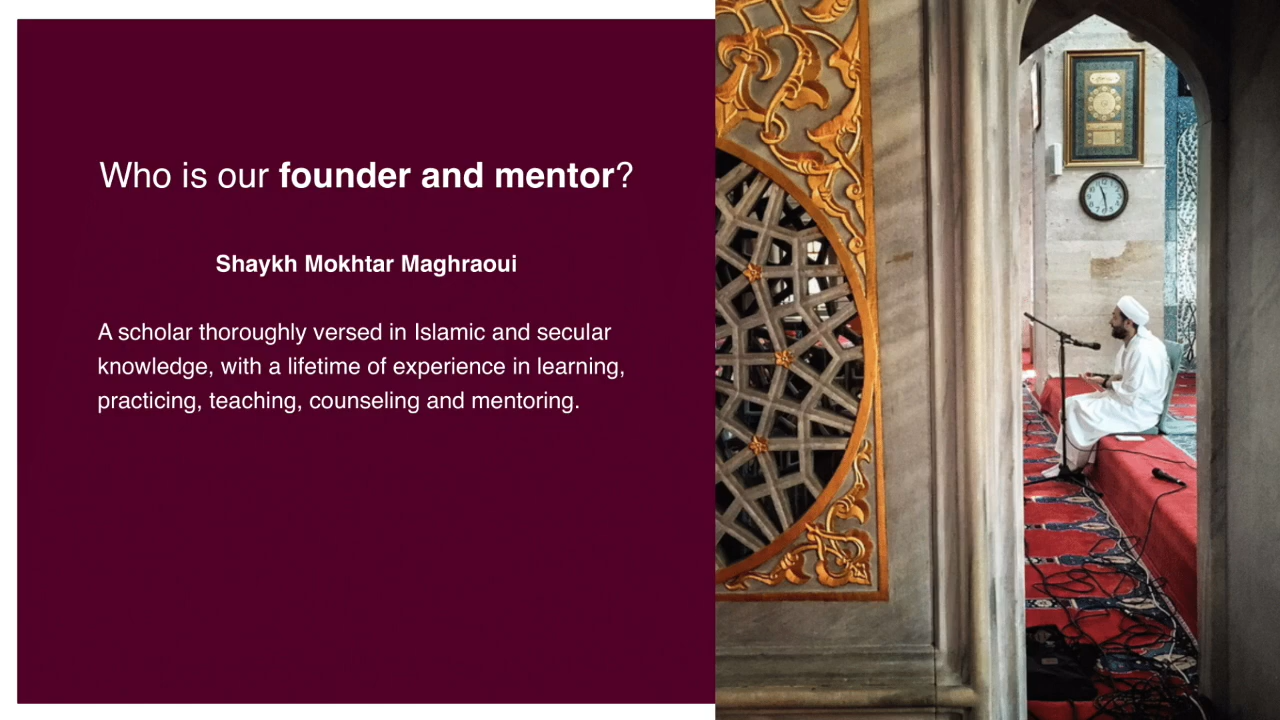 Who is our founder and mentor?
Shaykh Mokhtar Maghraoui
A scholar thoroughly versed in Islamic and secular
knowledge, with a lifetime of experience in learning,
practicing, teaching, counseling and mentoring.